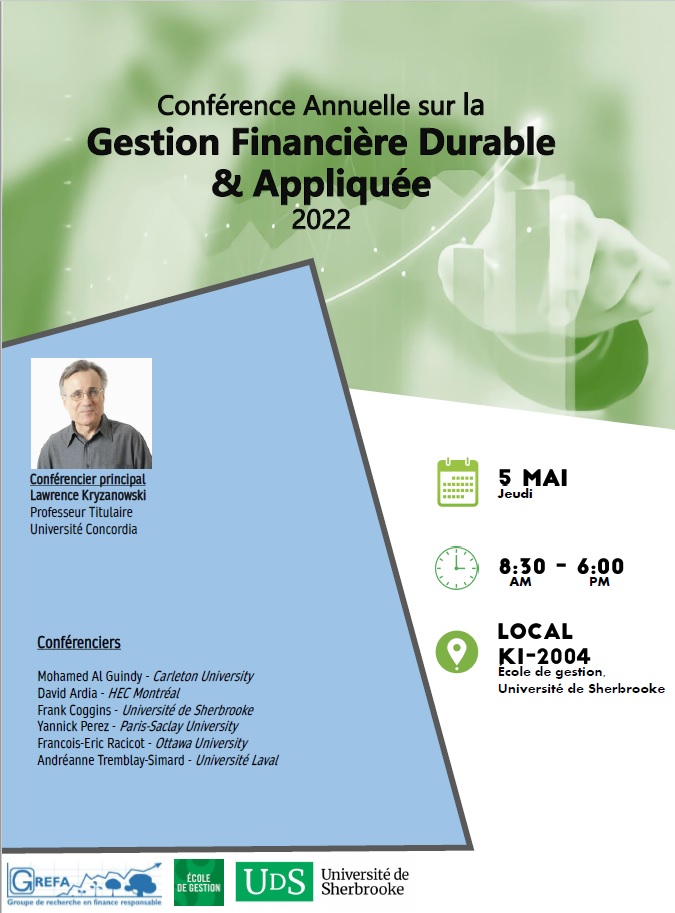 Conférence Annuelle sur la
Gestion Financière Durable
& Appliquée
2022
Conférencier principal
Lawrence Kryzanowski
Professeur Titulaire
Université Concordia
5 MAI
Jeudi
8:30 - 6:00
AM PM
LOCAL
K1-2004
École de gestion,
Université de Sherbrooke
Conférenciers
Mohamed Al Guindy - Carleton University
David Ardia - HEC Montréal
Frank Coggins - Université de Sherbrooke
Yannick Perez - Paris-Saclay University
Francois-Eric Racicot - Ottawa University
Andréanne Tremblay-Simard - Université Laval
GREFA
Groupe de recherche en finance responsable
ÉCOLE
DE GESTION
UDS
Université de
Sherbrooke